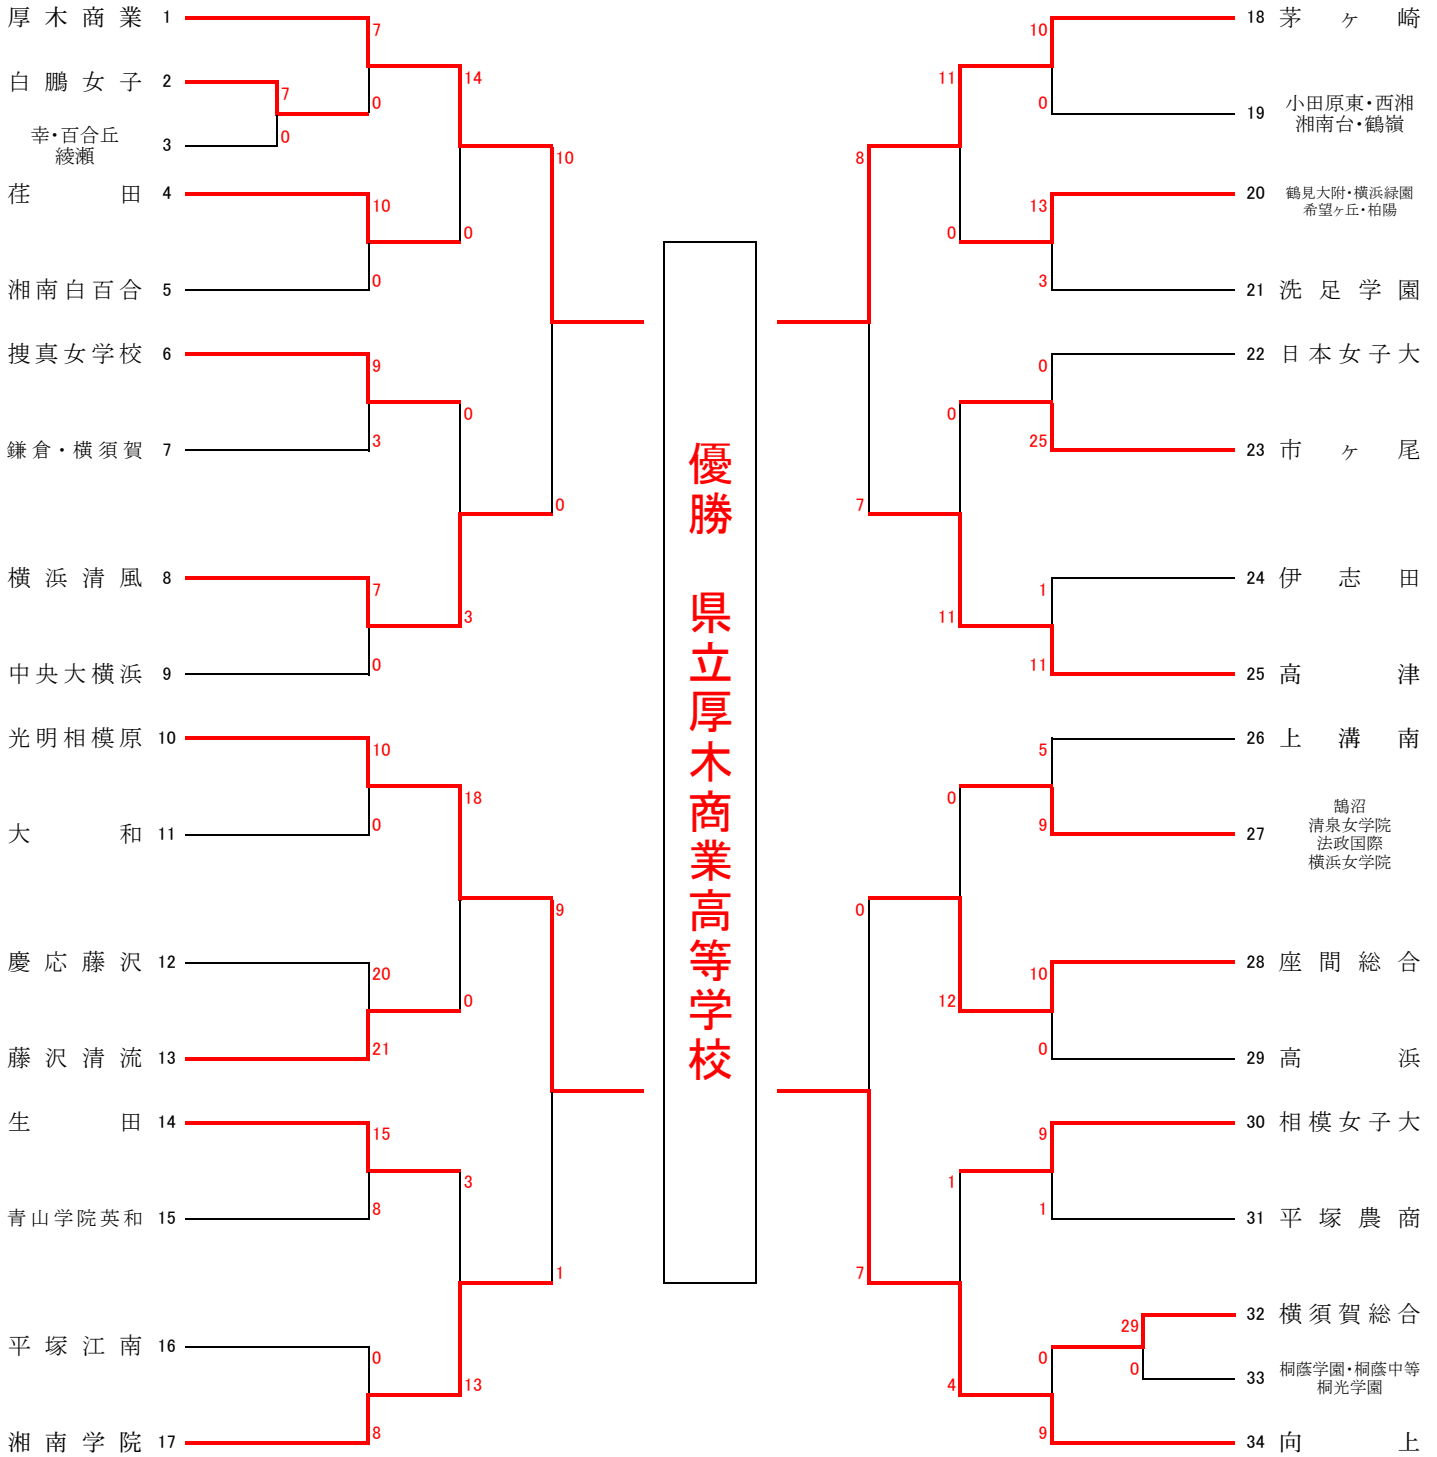 厚木商業 1
7
白鵬女子 2
7
0
0
幸・百合丘
綾瀬
3
14
荏田 4
10
0
湘南白百合 5
0
10
捜真女学校 6
9
0
鎌倉・横須賀 7
3
0
横浜清風 8
7
3
中央大横浜 9
0
光明相模原 10
10
18
大和 11
0
9
慶応藤沢 12
20
0
藤沢清流 13
21
生田 14
15
3
青山学院英和 15
8
1
平塚江南 16
0
13
湘南学院 17
8
優勝 県立厚木商業高等学校
10
18 茅ヶ崎
11
0
19
小田原東・西湘
湘南台・鶴嶺
8
13
20
鶴見大附・横浜緑園
希望ヶ丘・柏陽
0
3
21 洗足学園
0
22 日本女子大
0
25
23 市ヶ尾
7
1
24 伊志田
11
11
25 高津
5
26 上溝南
0
9
27
鵠沼
清泉女学院
法政国際
横浜女学院
0
10
28 座間総合
12
0
29 高浜
9
30 相模女子大
1
1
31 平塚農商
7
29
32 横須賀総合
0
0
33
桐蔭学園・桐蔭中等
桐光学園
4
9
34 向上